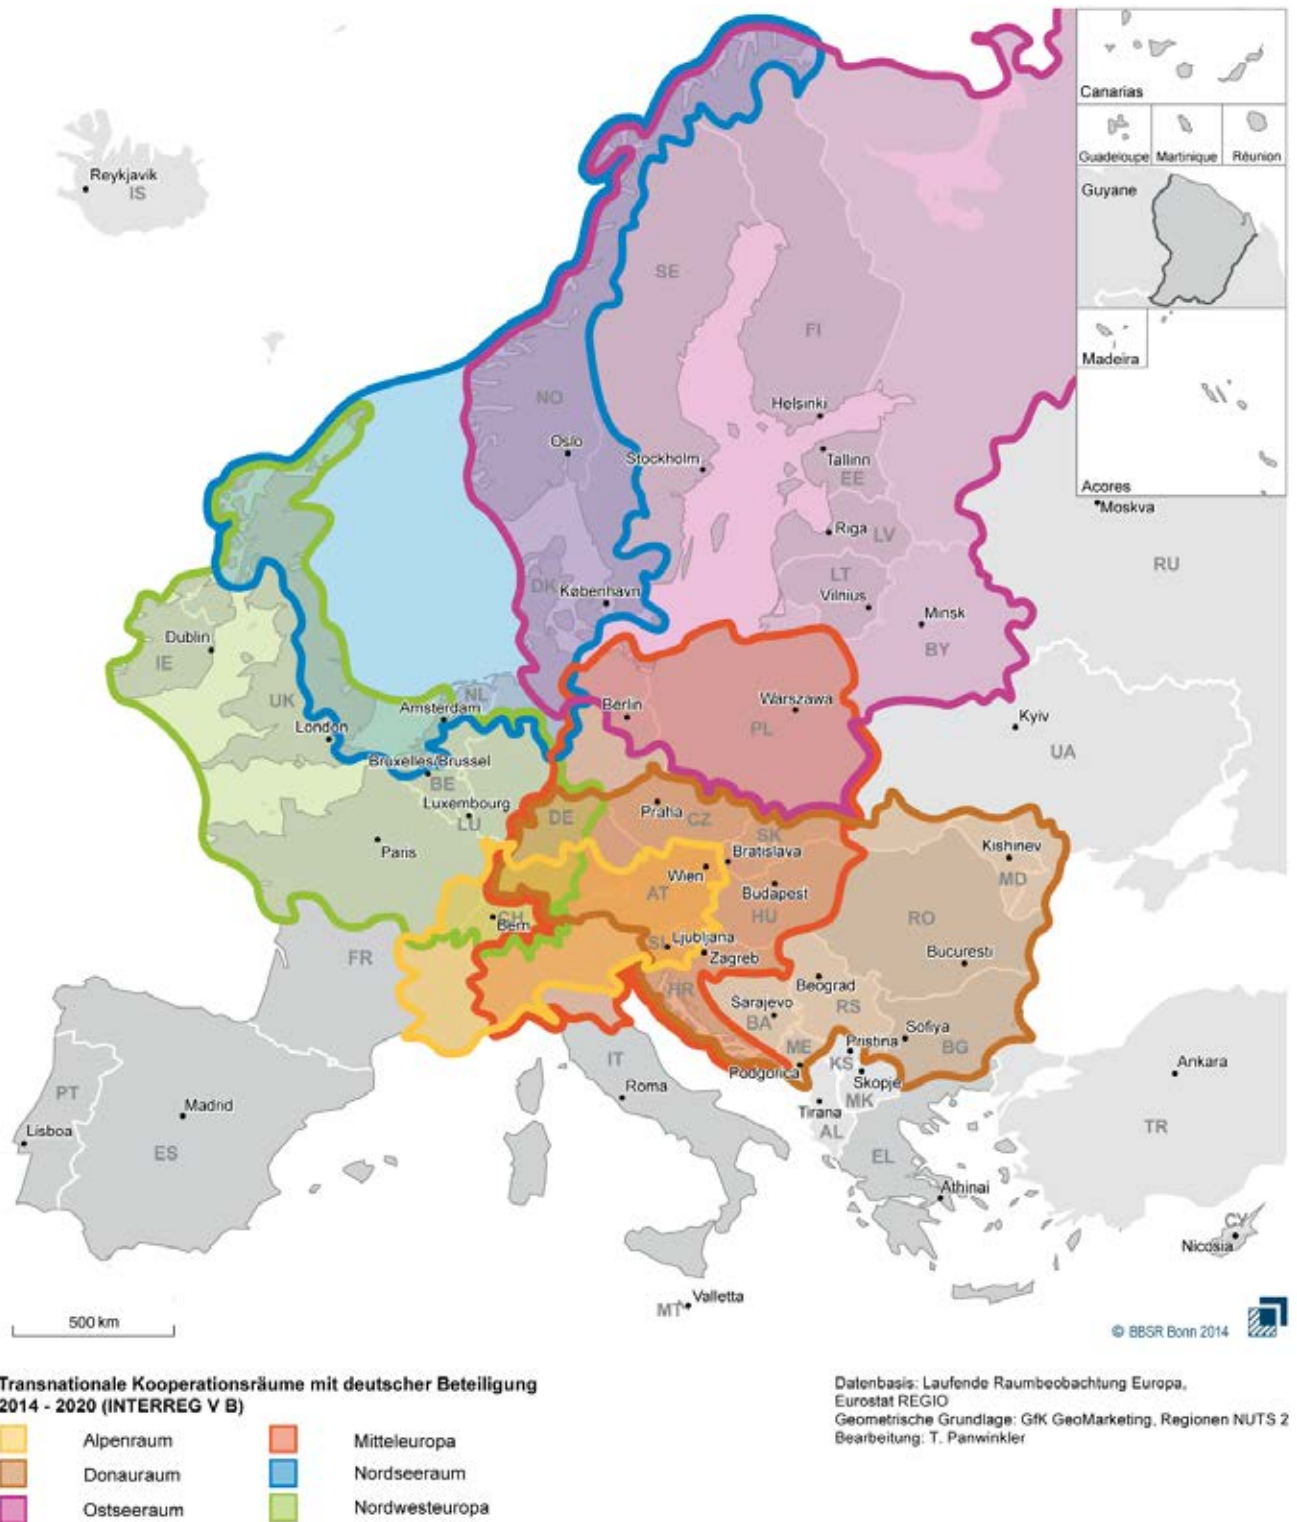 Canarias
Guadeloupe Martinique Réunion
Guyane
Madeira
Acores
Reykjavik
IS
SE
FI
NO
Helsinki
Oslo
Stockholm
Tallinn
EE
Moskva
Riga
LV
RU
LT
DK
København
Vilnius
Minsk
Dublin
IE
BY
UK
NL
Amsterdam
Berlin
Warszawa
London
PL
Kyiv
UA
Bruxelles/Brussel
BE
Luxembourg
LU
DE
Praha
CZ
SK
Paris
Bratislava
Kishinev
Wien
MD
AT
Budapest
HU
CH
Bern
RO
SI
Ljubljana
Zagreb
Bucuresti
FR
HR
Beograd
Sarajevo
RS
BA
Sofiya
ME
Pristina
BG
KS
IT
Podgorica
Skopje
Ankara
MK
PT
Roma
Madrid
Tirana
TR
Lisboa
AL
ES
EL
Athinai
CY
Nicosia
Valletta
MT
500 km
© BBSR Bonn 2014
Transnationale Kooperationsräume mit deutscher Beteiligung
2014 - 2020 (INTERREG V B)
Alpenraum
Donauraum
Ostseeraum
Mitteleuropa
Nordseeraum
Nordwesteuropa
Datenbasis: Laufende Raumbeobachtung Europa,
Eurostat REGIO
Geometrische Grundlage: GfK GeoMarketing, Regionen NUTS 2
Bearbeitung: T. Panwinkler